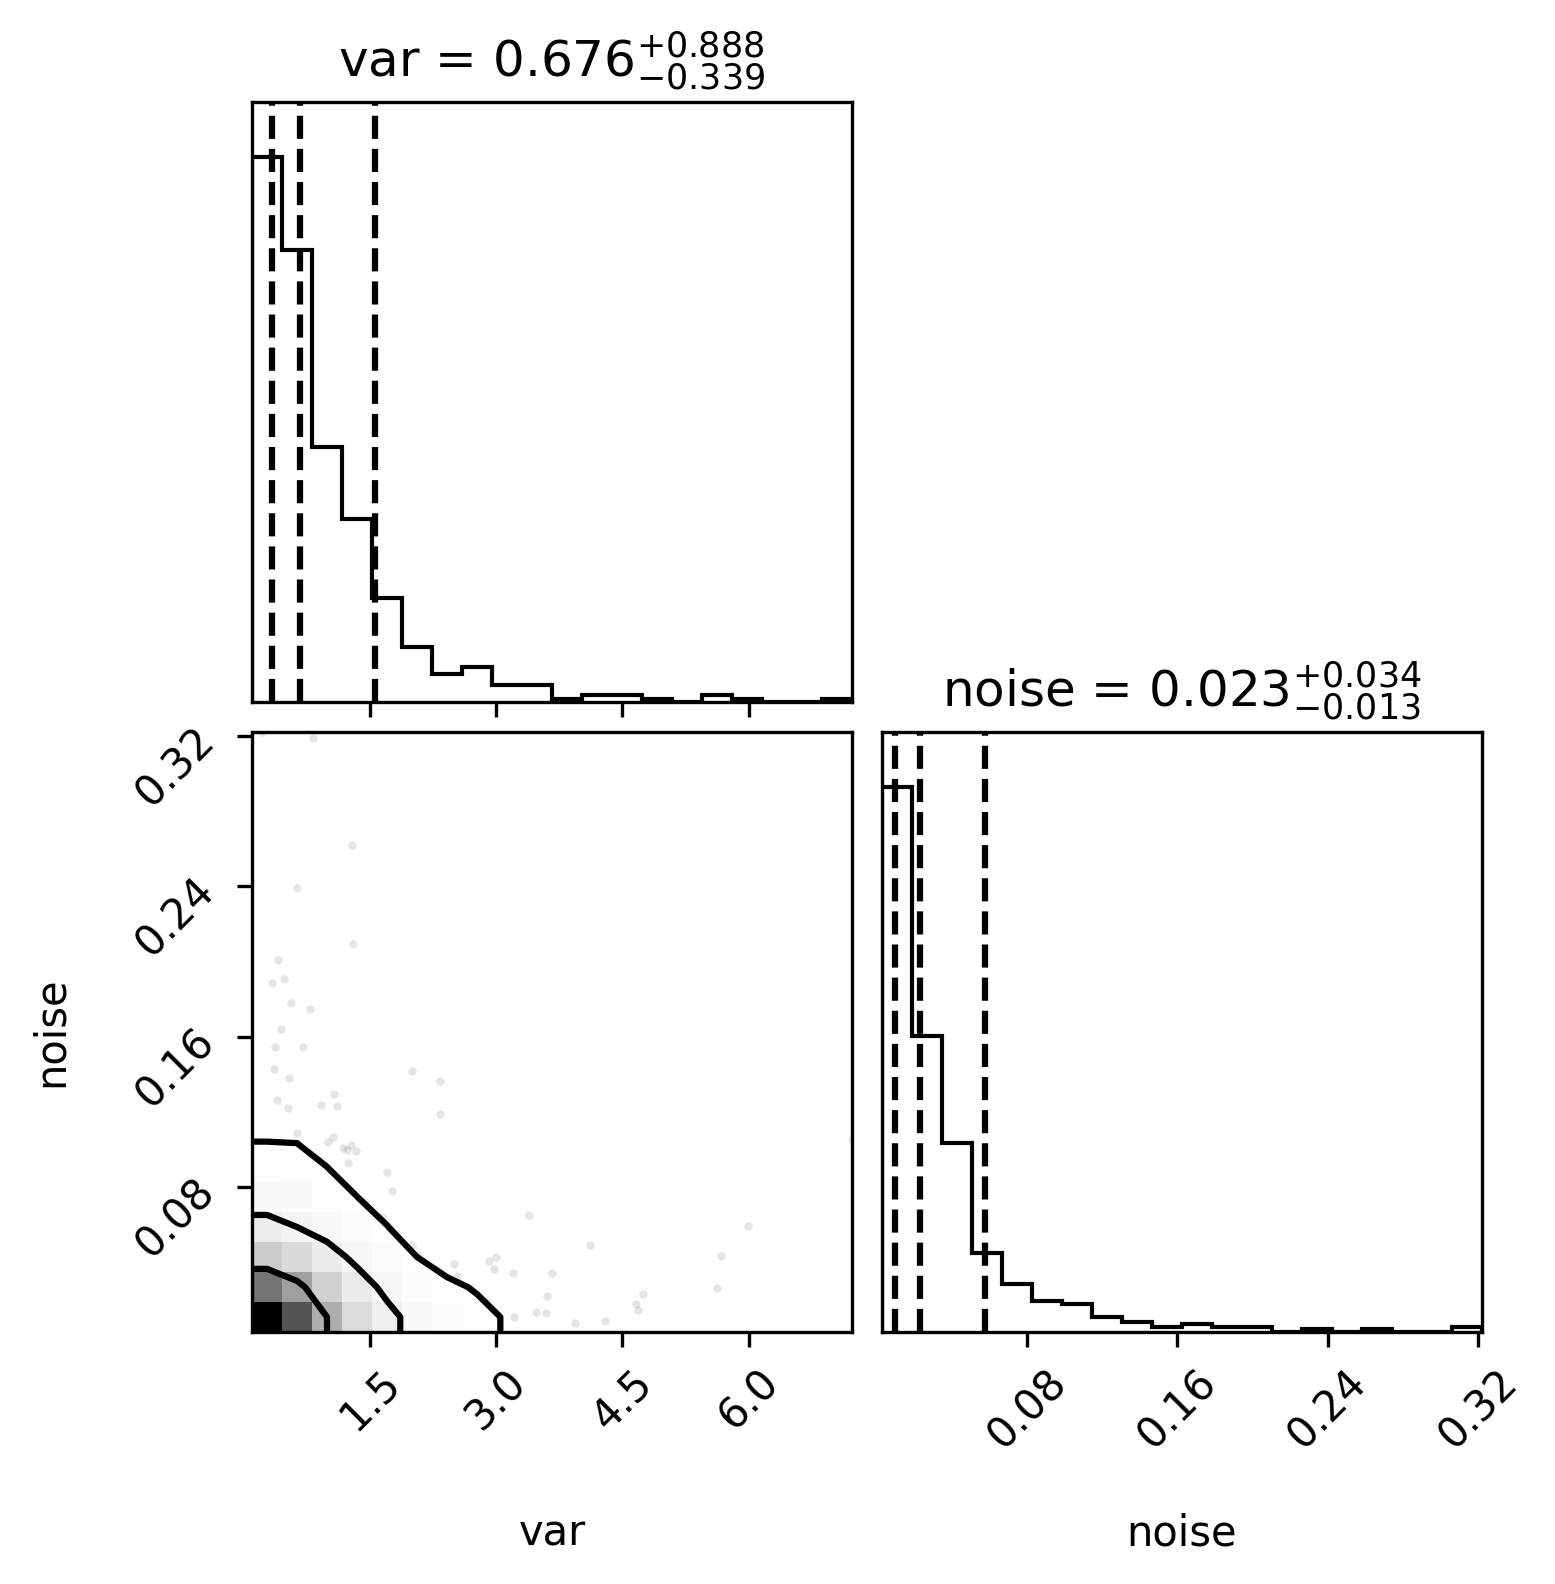 var = 0.676+0.888 −0.339
noise = 0.023+0.034 −0.013
0.32
0.24
0.16
0.08
noise
1.5 3.0 4.5 6.0
0.08 0.16 0.24 0.32
var
noise